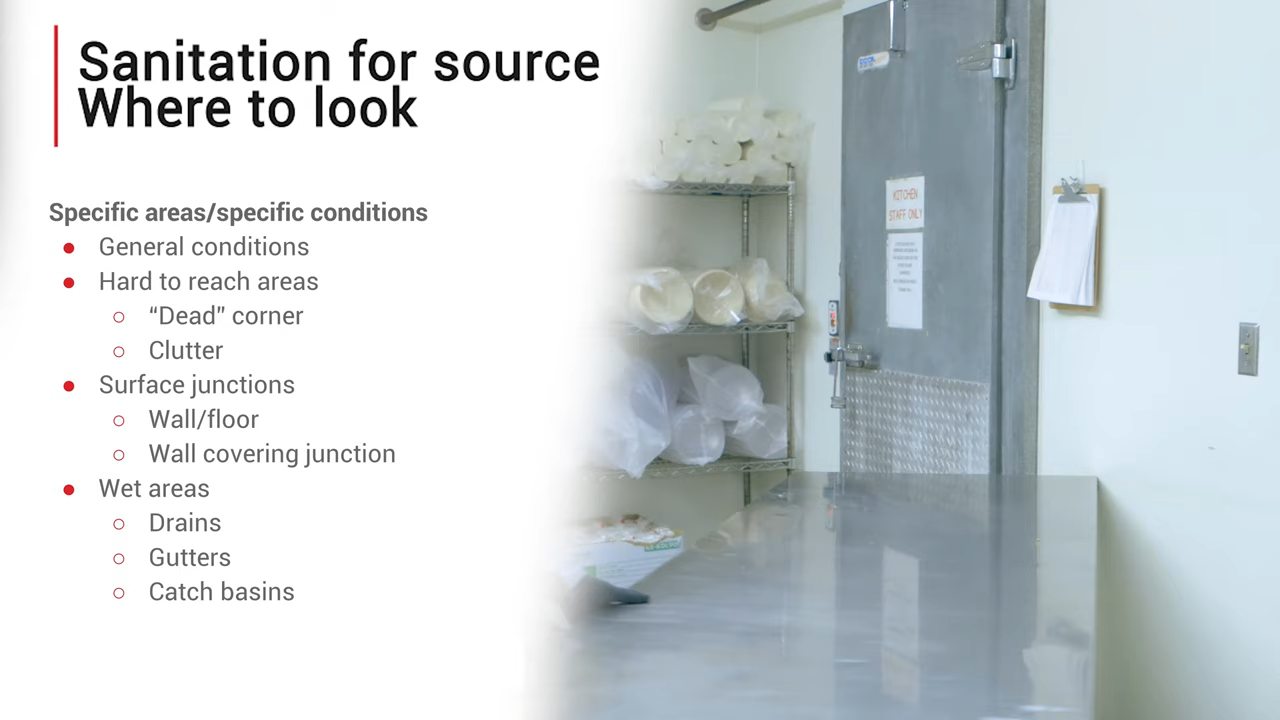 Sanitation for source
Where to look
Specific areas/specific conditions
● General conditions
● Hard to reach areas
○ “Dead” corner
○ Clutter
● Surface junctions
○ Wall/floor
○ Wall covering junction
● Wet areas
○ Drains
○ Gutters
○ Catch basins
KITCHEN
STAFF ONLY